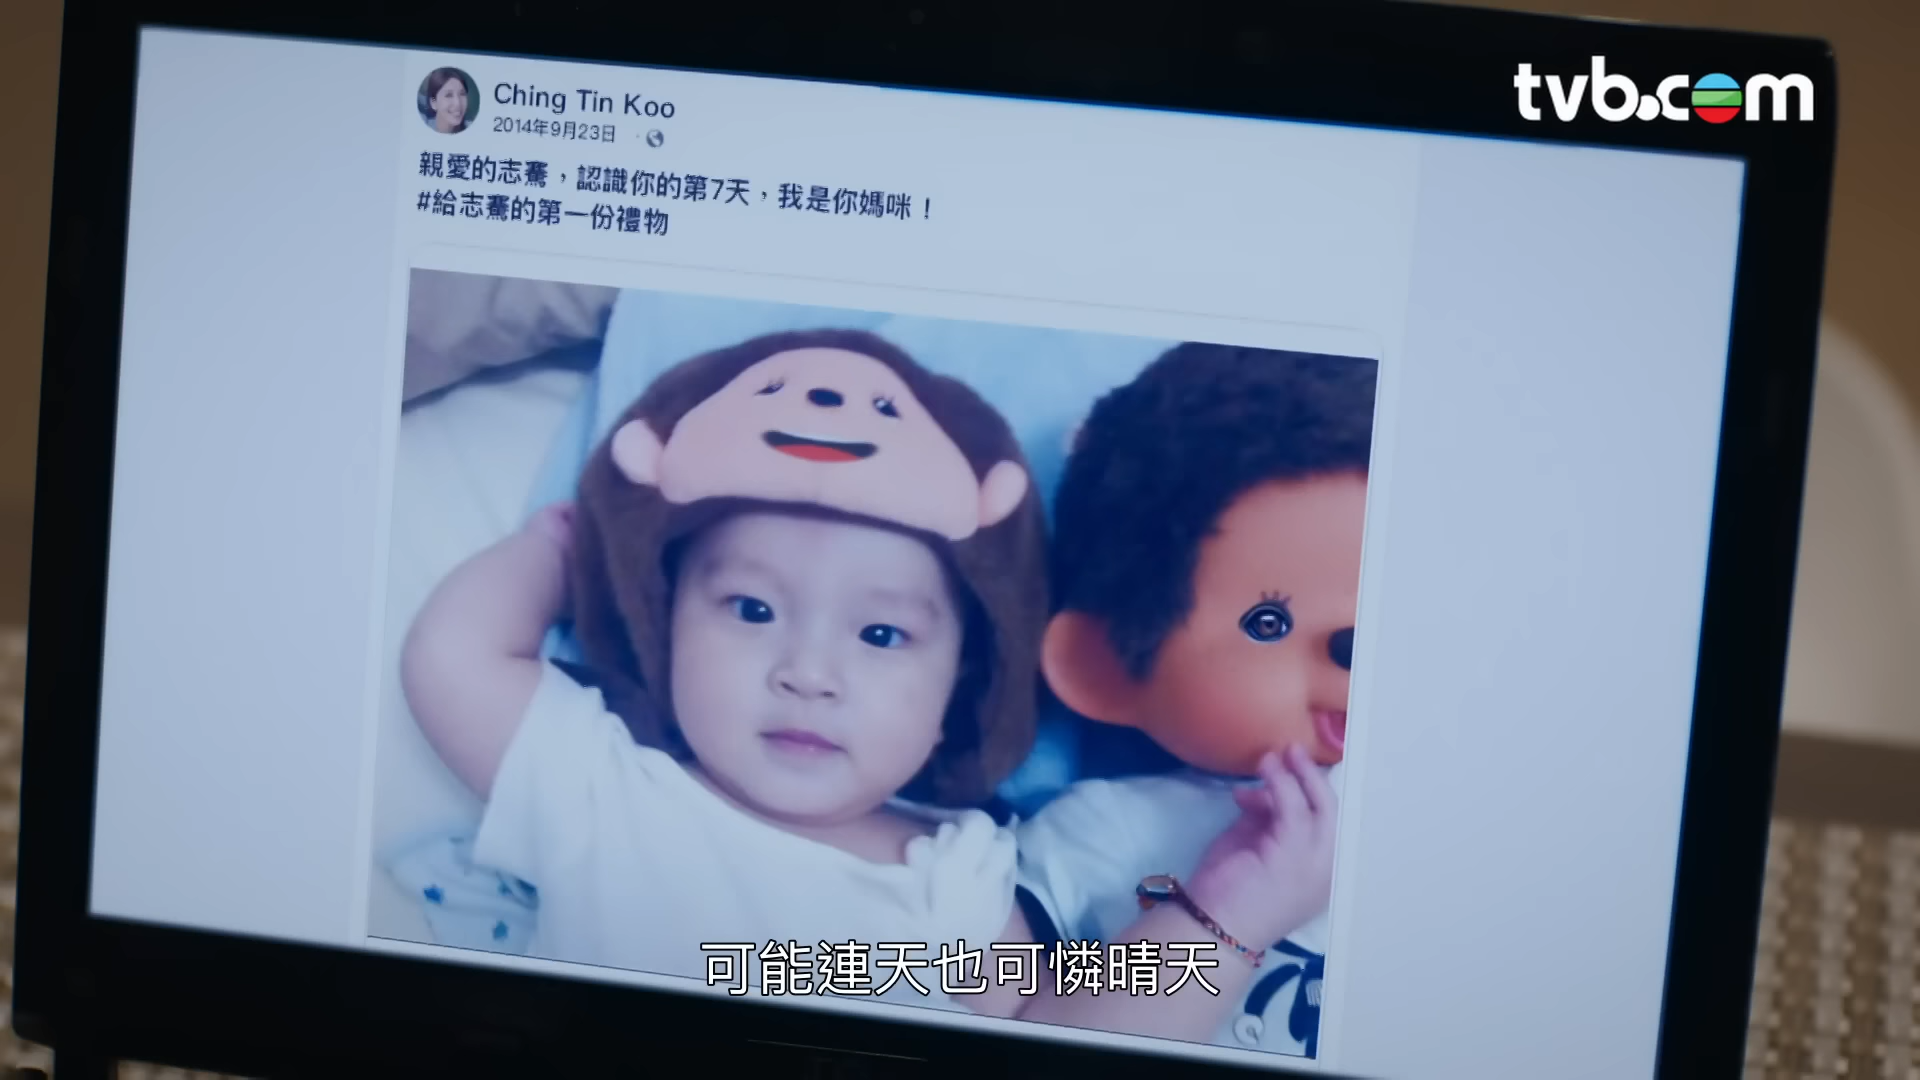 tvb.com
Ching Tin Koo
2014年9月23日
親愛的志騫，認識你的第7天，我是你媽咪！
#給志騫的第一份禮物
可能連天也可憐晴天